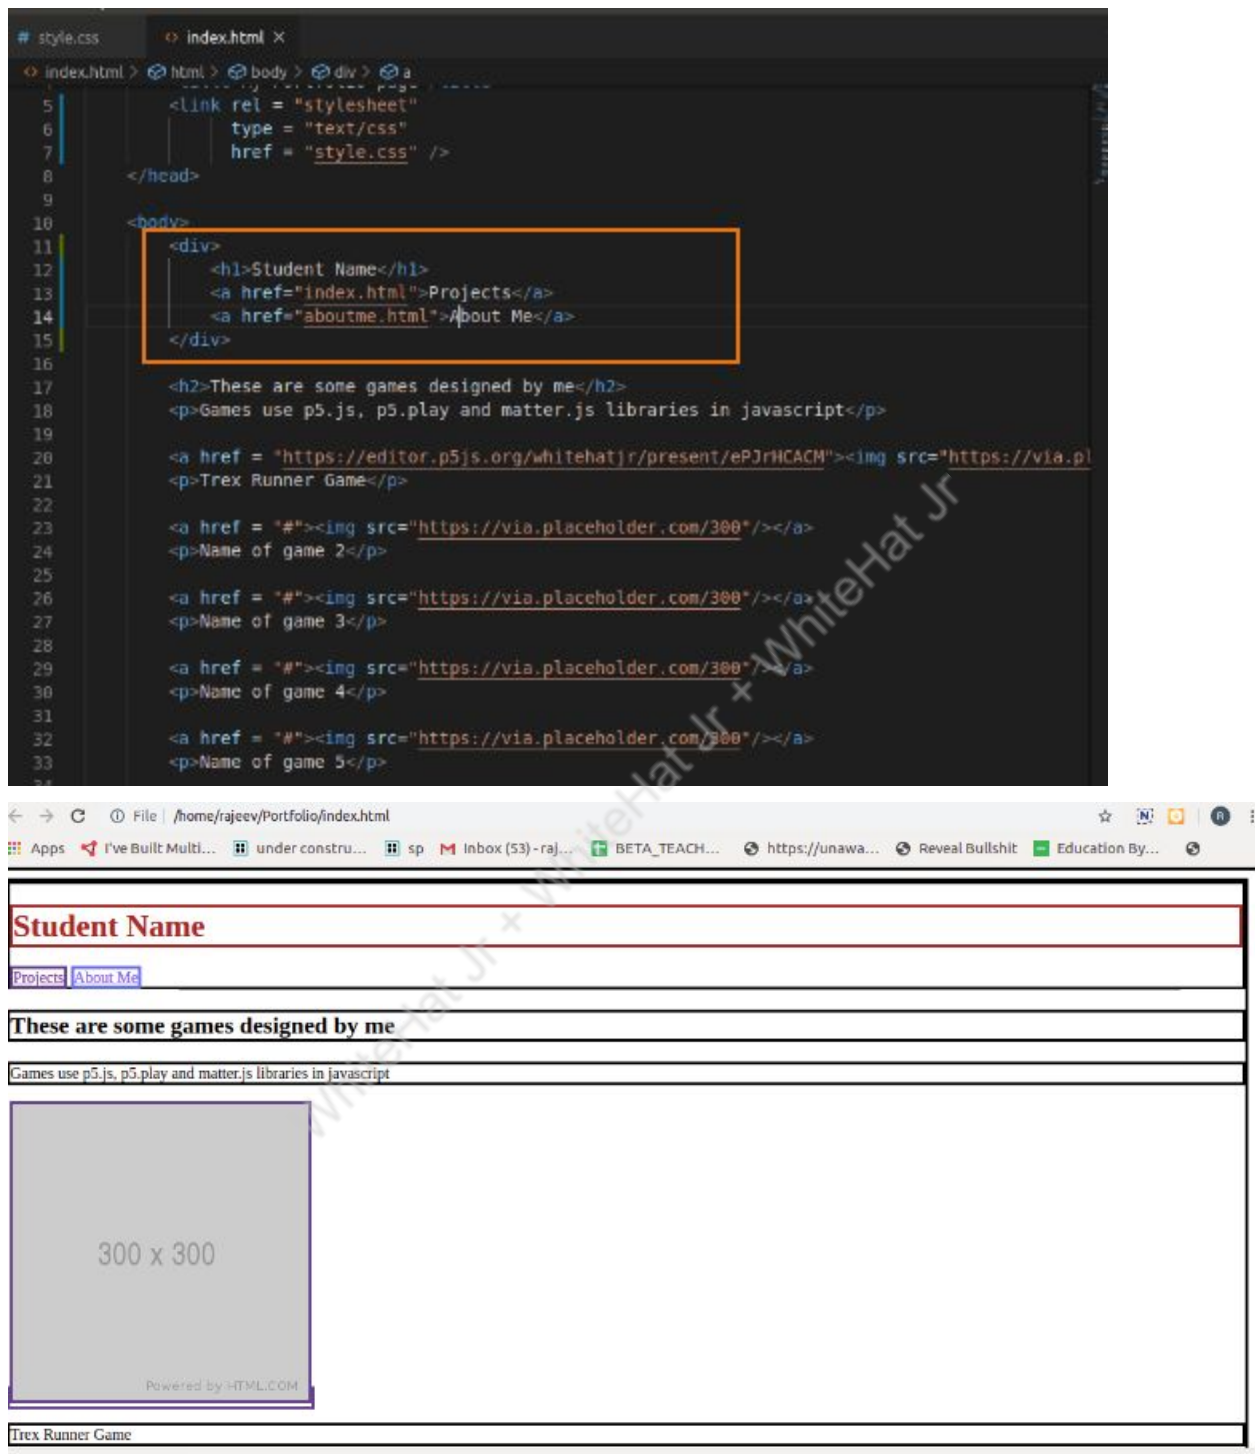 # style.css <> index.html ×
<> index.html > html > body > div > a
5 <link rel = "stylesheet"
6 type = "text/css"
7 href = "style.css" />
8 </head>
9
10 <body>
11 <div>
12 <h1>Student Name</h1>
13 <a href="index.html">Projects</a>
14 <a href="aboutme.html">About Me</a>
15 </div>
16
17 <h2>These are some games designed by me</h2>
18 <p>Games use p5.js, p5.play and matter.js libraries in javascript</p>
19
20 <a href = "https://editor.p5js.org/whitehatjr/present/ePJrHCACM"><img src="https://via.pl
21 <p>Trex Runner Game</p>
22
23 <a href = "#"><img src="https://via.placeholder.com/300"/></a>
24 <p>Name of game 2</p>
25
26 <a href = "#"><img src="https://via.placeholder.com/300"/></a>
27 <p>Name of game 3</p>
28
29 <a href = "#"><img src="https://via.placeholder.com/300"/></a>
30 <p>Name of game 4</p>
31
32 <a href = "#"><img src="https://via.placeholder.com/300"/></a>
33 <p>Name of game 5</p>
WhiteHat Jr + WhiteHat Jr + WhiteHat Jr
File | /home/rajeev/Portfolio/index.html
Apps I've Built Multi... under constru... sp Inbox (53) - raj... BETA_TEACH... https://unawa... Reveal Bullshit Education By...
Student Name
Projects About Me
These are some games designed by me
Games use p5.js, p5.play and matter.js libraries in javascript
300 x 300
Powered by HTML.COM
Trex Runner Game